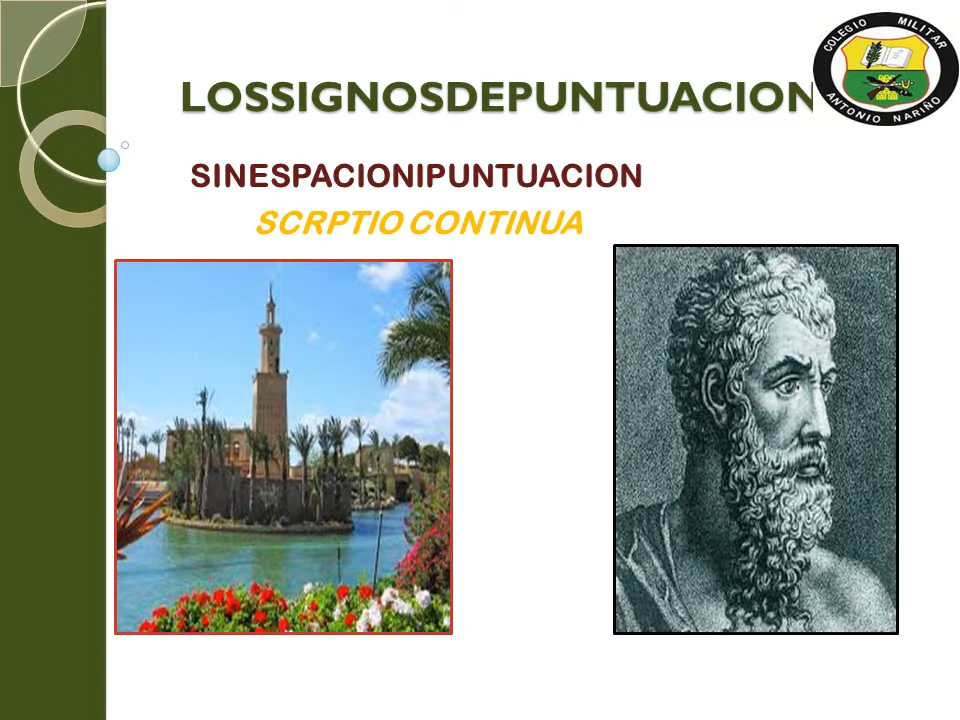 LOSSIGNOSDEPUNTUACION
COLEGIO MILITAR
ANTONIO NARIÑO
SINESPACIONIPUNTUACION
SCRPTIO CONTINUA